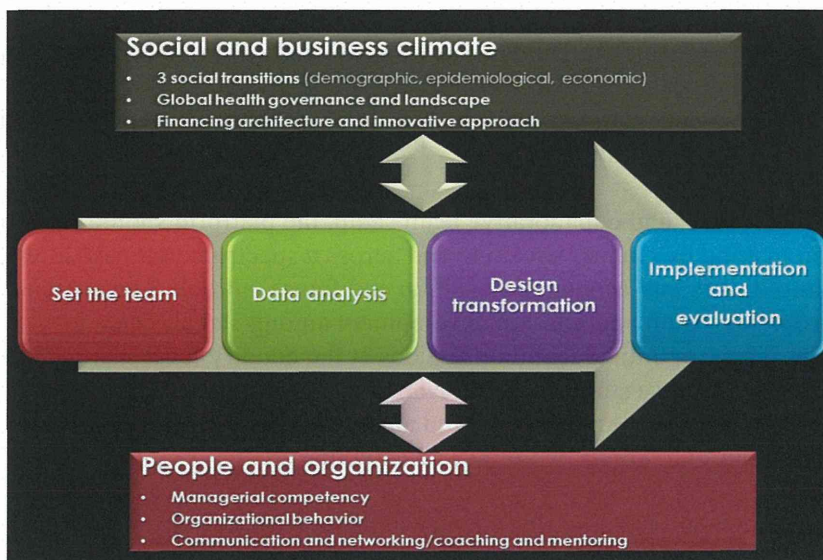 Social and business climate
• 3 social transitions (demographic, epidemiological, economic)
• Global health governance and landscape
• Financing architecture and innovative approach
Set the team
Data analysis
Design
transformation
Implementation
and
evaluation
People and organization
• Managerial competency
• Organizational behavior
• Communication and networking/coaching and mentoring